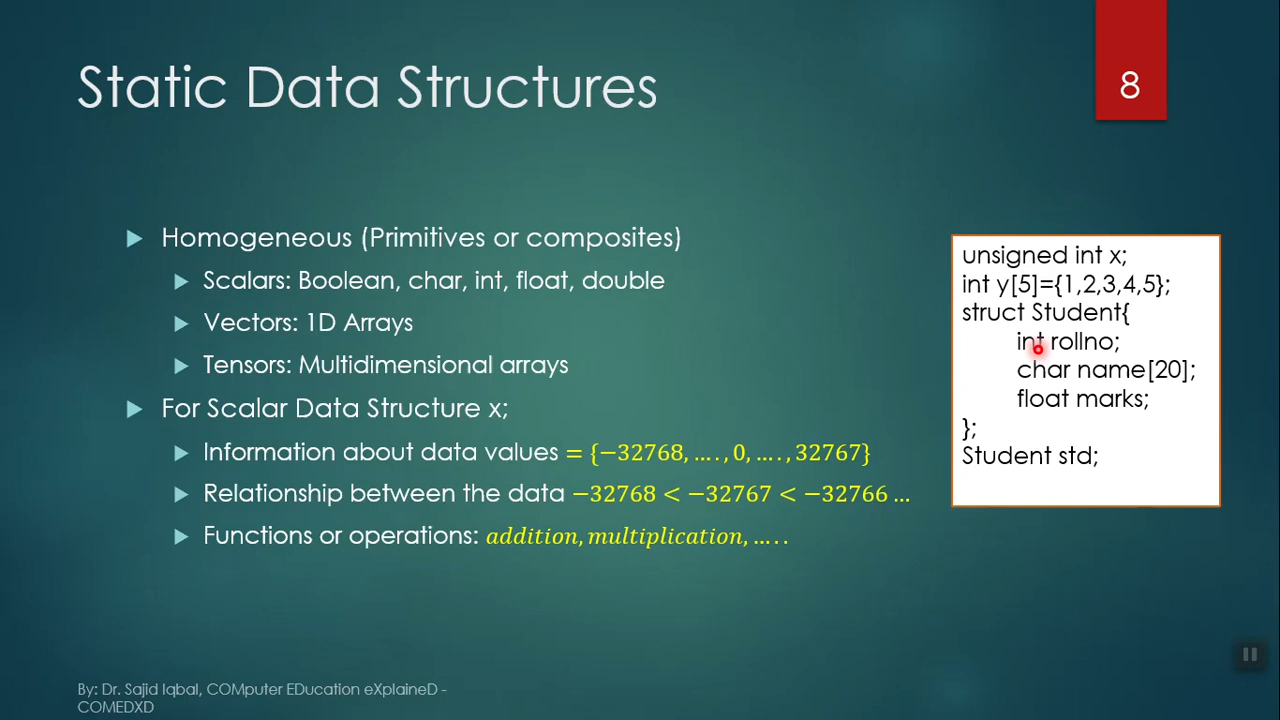 Static Data Structures
8
Homogeneous (Primitives or composites)
Scalars: Boolean, char, int, float, double
Vectors: 1D Arrays
Tensors: Multidimensional arrays
For Scalar Data Structure x;
Information about data values = {−32768, …. , 0, …. , 32767}
Relationship between the data −32768 < −32767 < −32766 …
Functions or operations: addition, multiplication, … . .
unsigned int x;
int y[5]={1,2,3,4,5};
struct Student{
int rollno;
char name[20];
float marks;
};
Student std;
By: Dr. Sajid Iqbal, COMputer EDucation eXplaineD -
COMEDXD